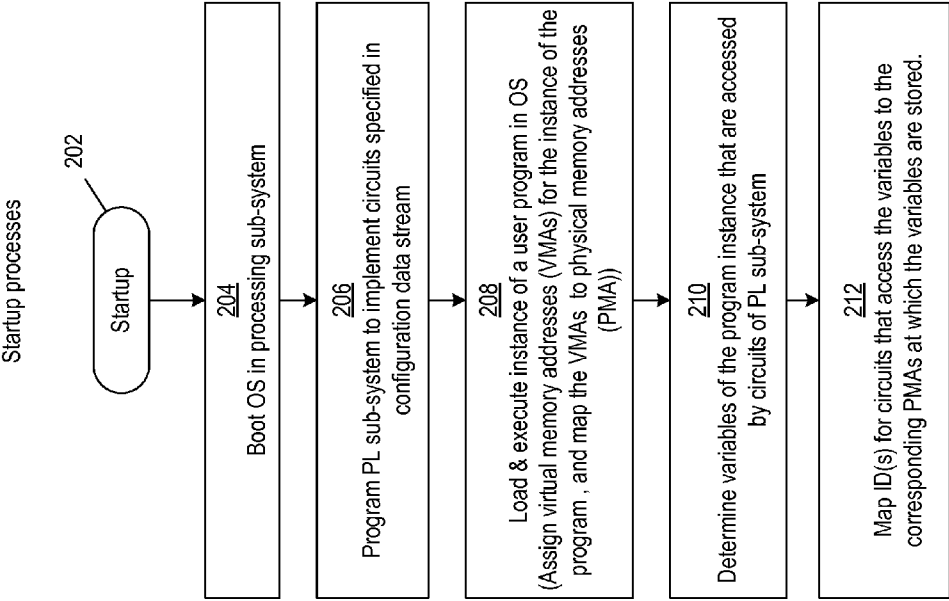 Startup processes
202
Startup
204
Boot OS in processing sub-system
206
Program PL sub-system to implement circuits specified in
configuration data stream
208
Load & execute instance of a user program in OS
(Assign virtual memory addresses (VMAs) for the instance of the
program , and map the VMAs to physical memory addresses
(PMA))
210
Determine variables of the program instance that are accessed
by circuits of PL sub-system
212
Map ID(s) for circuits that access the variables to the
corresponding PMAs at which the variables are stored.